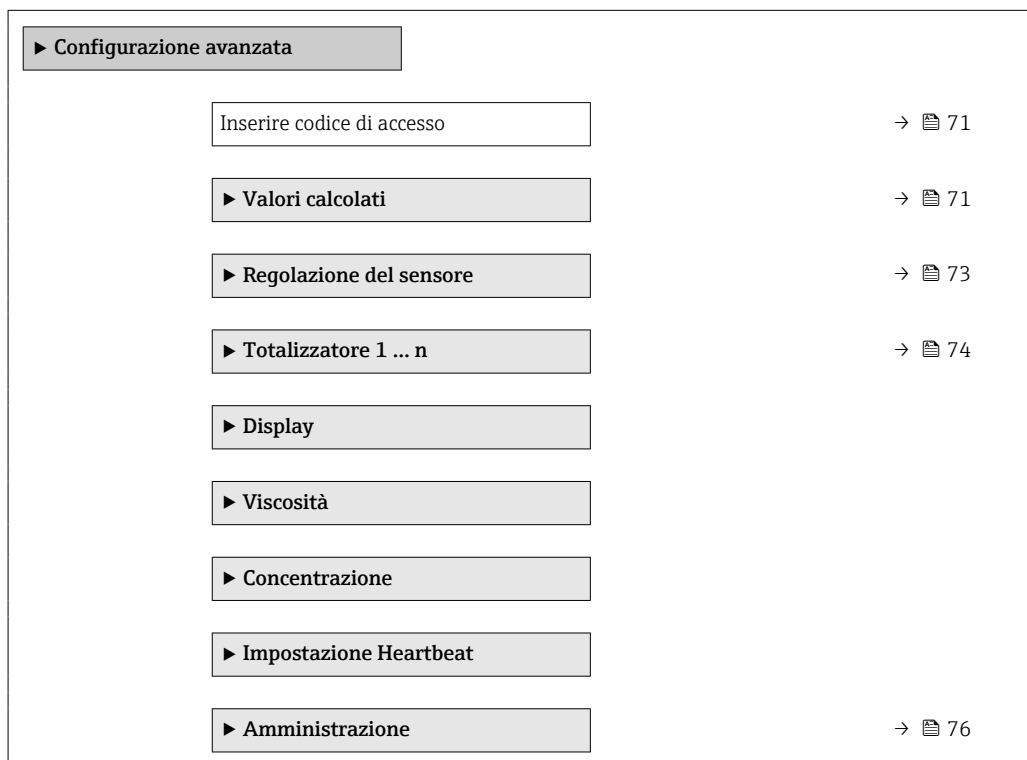 ► Configurazione avanzata
Inserire codice di accesso → 71
► Valori calcolati → 71
► Regolazione del sensore → 73
► Totalizzatore 1 … n → 74
► Display
► Viscosità
► Concentrazione
► Impostazione Heartbeat
► Amministrazione → 76